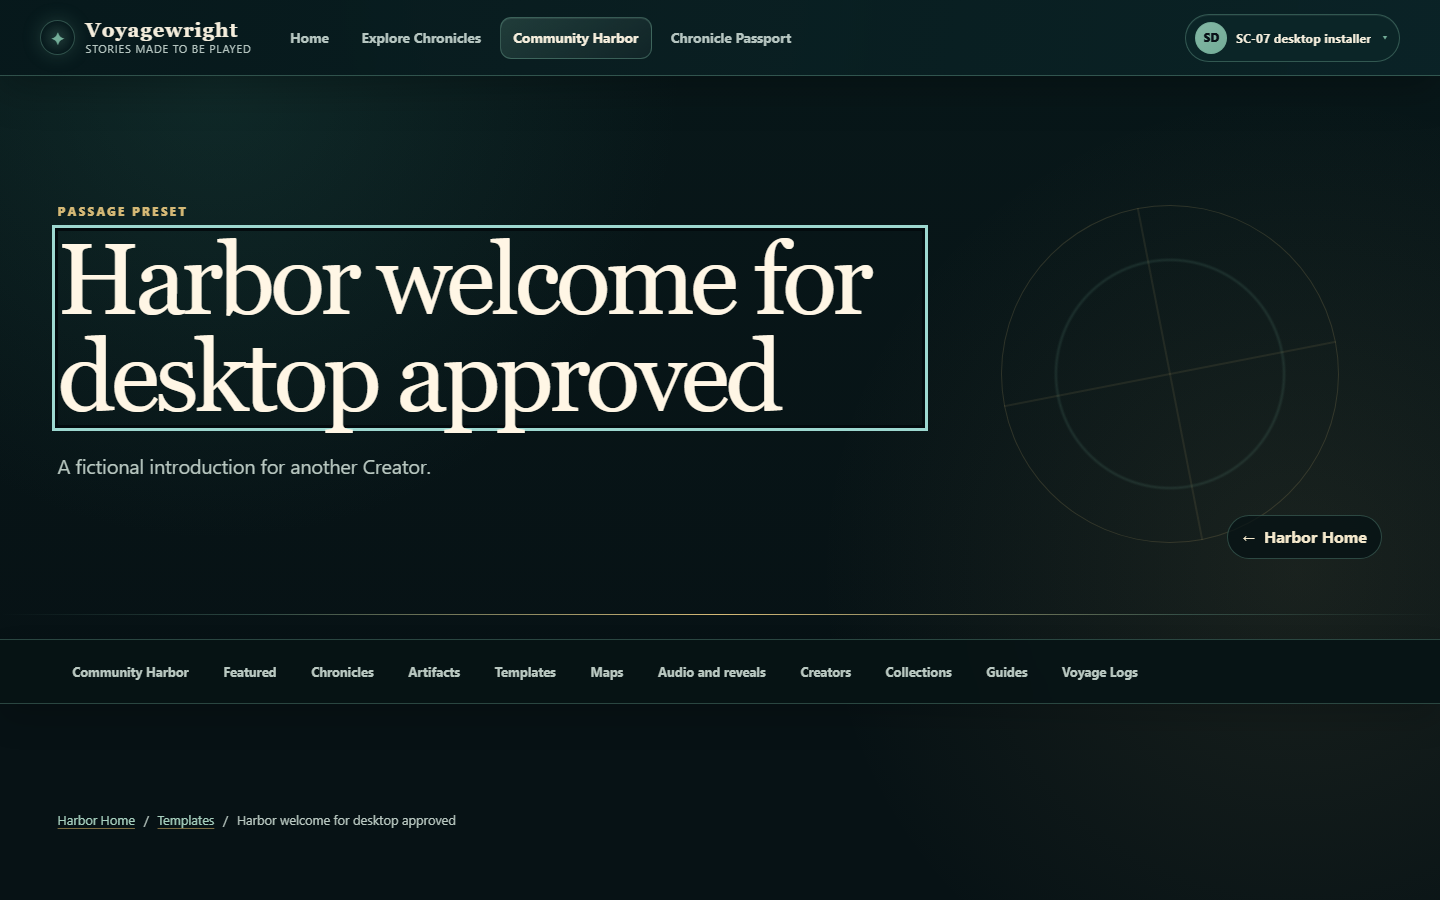 Voyagewright
STORIES MADE TO BE PLAYED
Home
Explore Chronicles
Community Harbor
Chronicle Passport
SD
SC-07 desktop installer
PASSAGE PRESET
Harbor welcome for
desktop approved
A fictional introduction for another Creator.
← Harbor Home
Community Harbor
Featured
Chronicles
Artifacts
Templates
Maps
Audio and reveals
Creators
Collections
Guides
Voyage Logs
Harbor Home / Templates / Harbor welcome for desktop approved